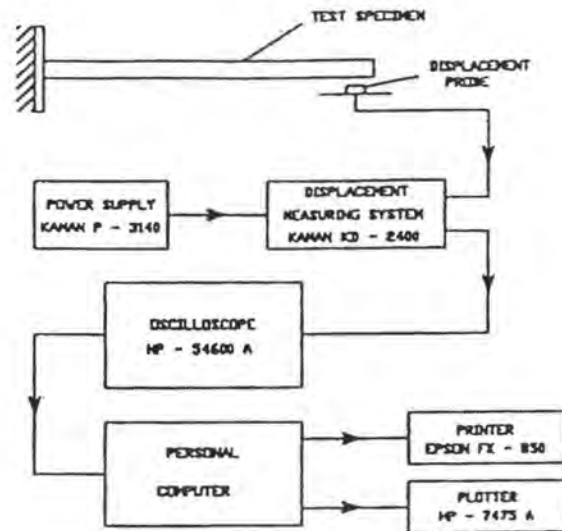 TEST SPECIMEN
DISPLACEMENT
PROBE
POWER SUPPLY
KAMAN P - 3140
DISPLACEMENT
MEASURING SYSTEM
KAMAN KD - 2400
OSCILLOSCOPE
HP - 54600 A
PERSONAL
COMPUTER
PRINTER
EPSON FX - 850
PLOTTER
HP - 7475 A